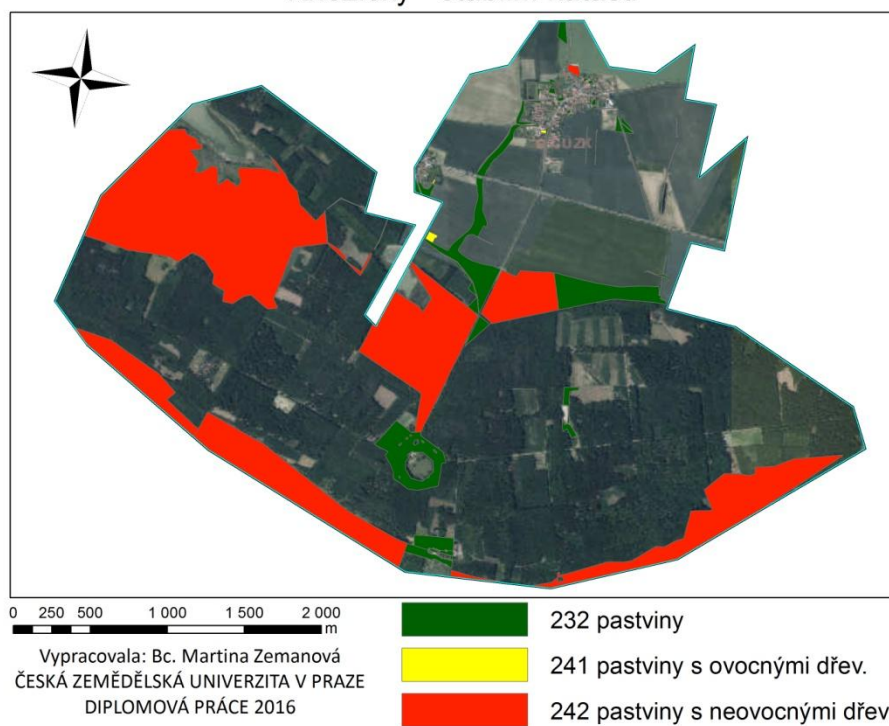 0 250 500 1 000 1 500 2 000
m
Vypracovala: Bc. Martina Zemanová
ČESKÁ ZEMĚDĚLSKÁ UNIVERZITA V PRAZE
DIPLOMOVÁ PRÁCE 2016
232 pastviny
241 pastviny s ovocnými dřev.
242 pastviny s neovocnými dřev